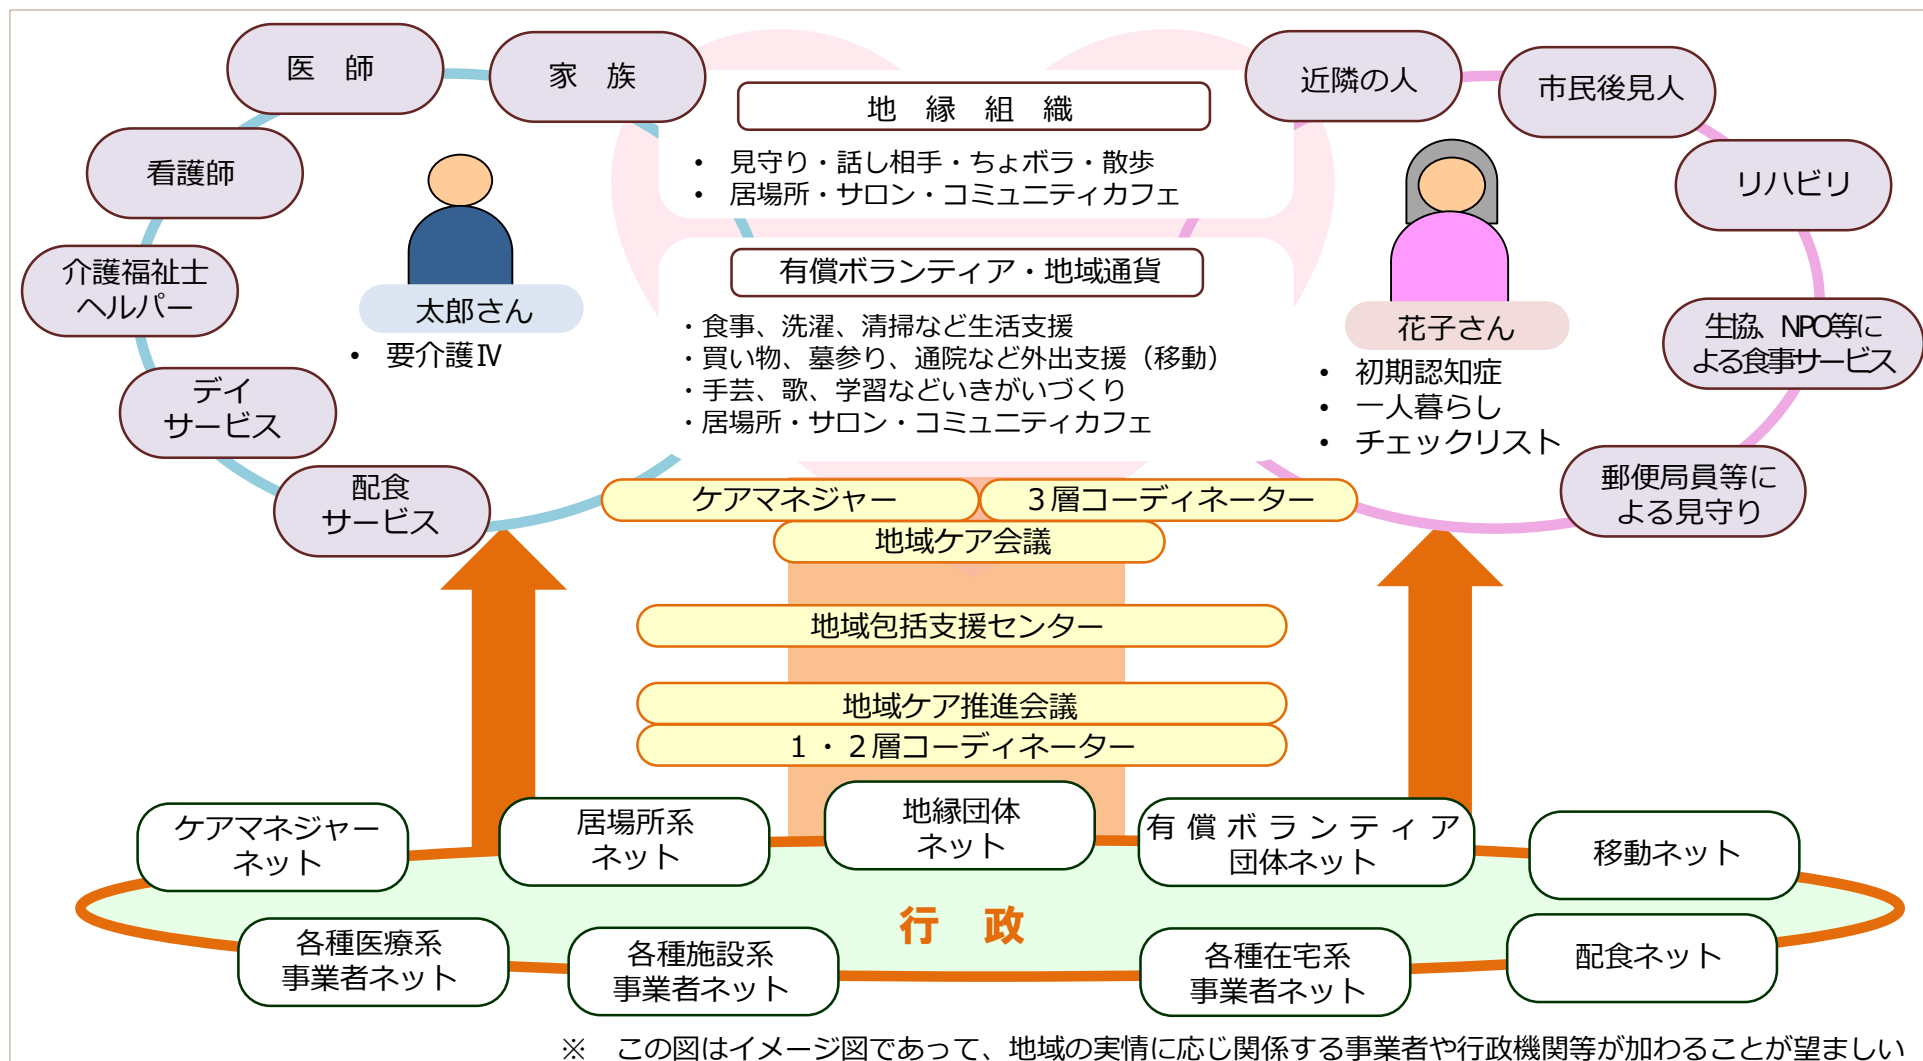 医　師
家　族
看護師
介護福祉士
ヘルパー
デイ
サービス
配食
サービス
太郎さん
• 要介護Ⅳ
地　縁　組　織
• 見守り・話し相手・ちょボラ・散歩
• 居場所・サロン・コミュニティカフェ
有償ボランティア・地域通貨
・食事、洗濯、清掃など生活支援
・買い物、墓参り、通院など外出支援（移動）
・手芸、歌、学習などいきがいづくり
・居場所・サロン・コミュニティカフェ
近隣の人
市民後見人
リハビリ
生協、NPO等に
よる食事サービス
郵便局員等に
よる見守り
花子さん
• 初期認知症
• 一人暮らし
• チェックリスト
ケアマネジャー
３層コーディネーター
地域ケア会議
地域包括支援センター
地域ケア推進会議
１・２層コーディネーター
ケアマネジャー
ネット
居場所系
ネット
地縁団体
ネット
有償ボランティア
団体ネット
移動ネット
行　政
各種医療系
事業者ネット
各種施設系
事業者ネット
各種在宅系
事業者ネット
配食ネット
※　この図はイメージ図であって、地域の実情に応じ関係する事業者や行政機関等が加わることが望ましい